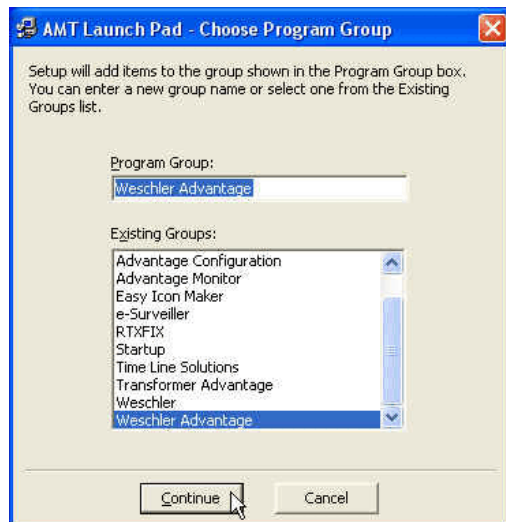 AMT Launch Pad - Choose Program Group
Setup will add items to the group shown in the Program Group box.
You can enter a new group name or select one from the Existing
Groups list.
Program Group:
Weschler Advantage
Existing Groups:
Advantage Configuration
Advantage Monitor
Easy Icon Maker
e-Surveiller
RTXFIX
Startup
Time Line Solutions
Transformer Advantage
Weschler
Weschler Advantage
Continue
Cancel